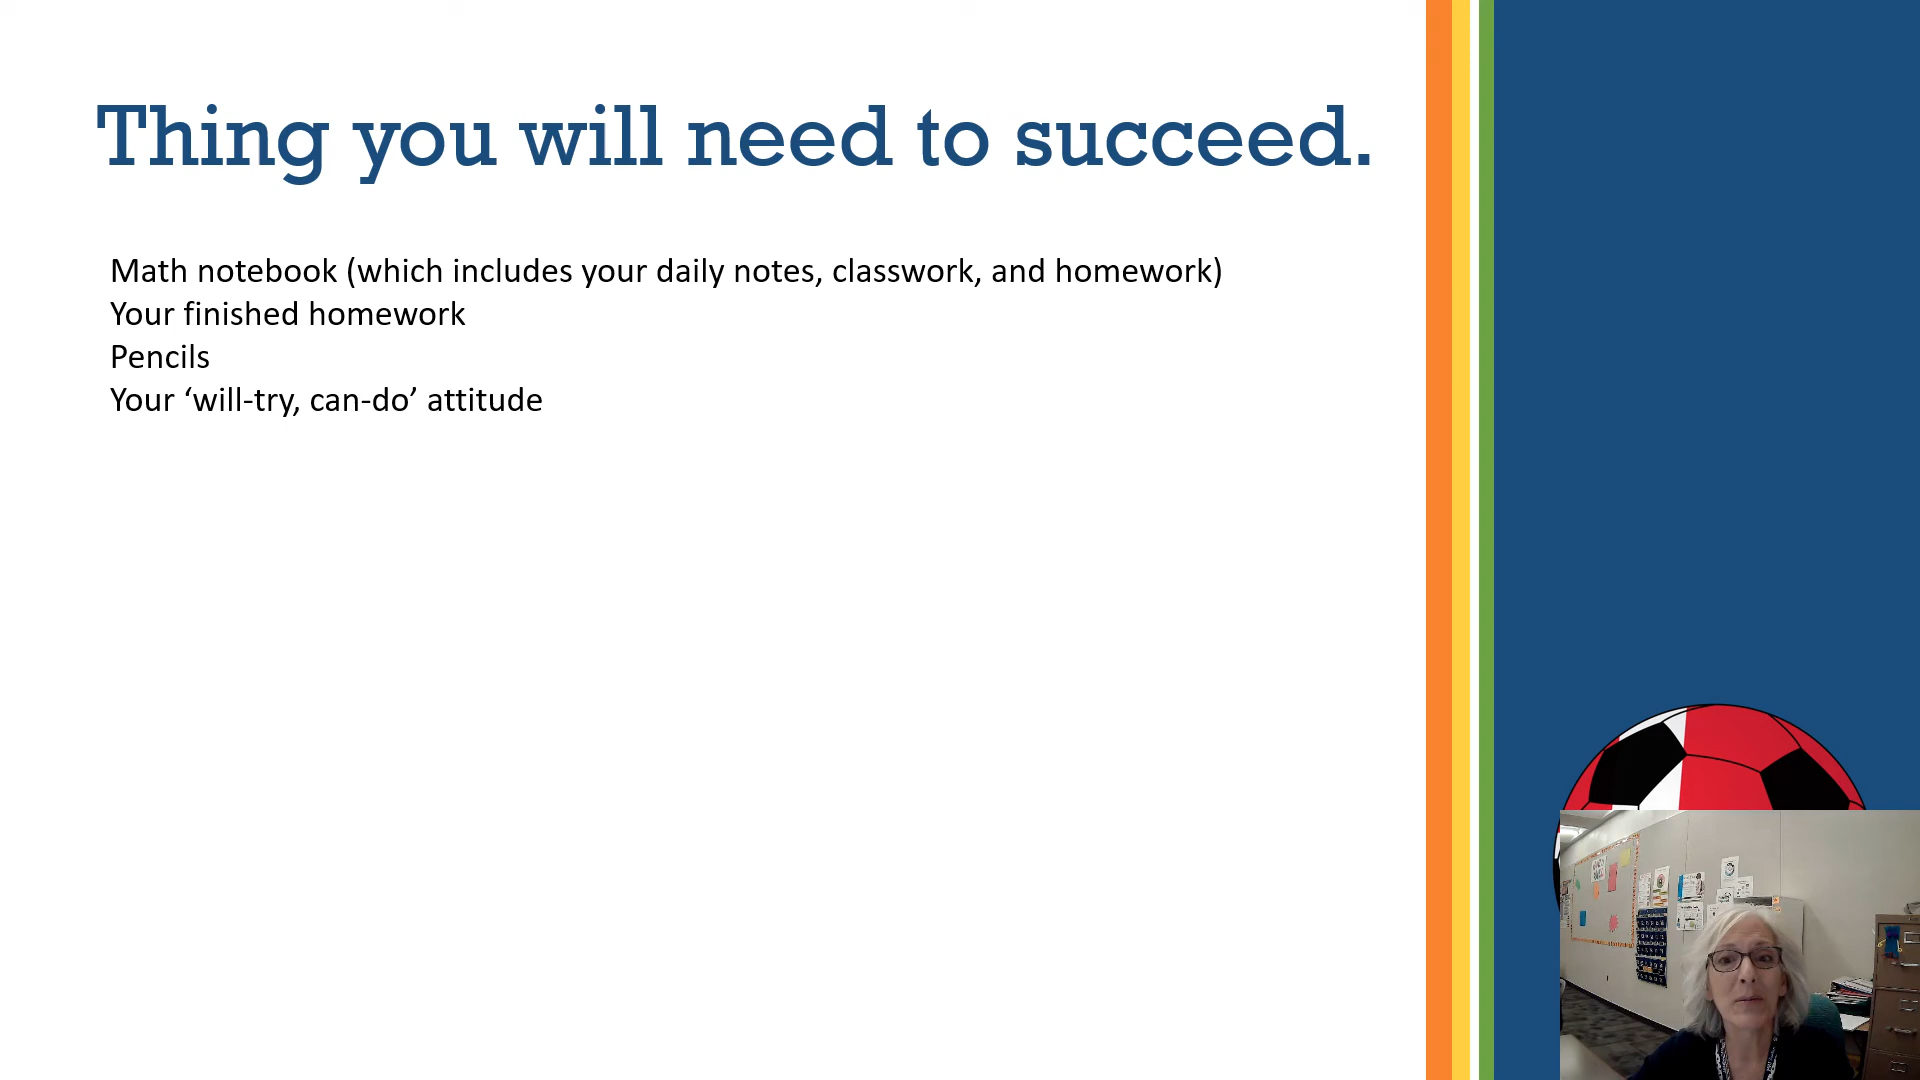 Thing you will need to succeed.
Math notebook (which includes your daily notes, classwork, and homework)
Your finished homework
Pencils
Your ‘will-try, can-do’ attitude